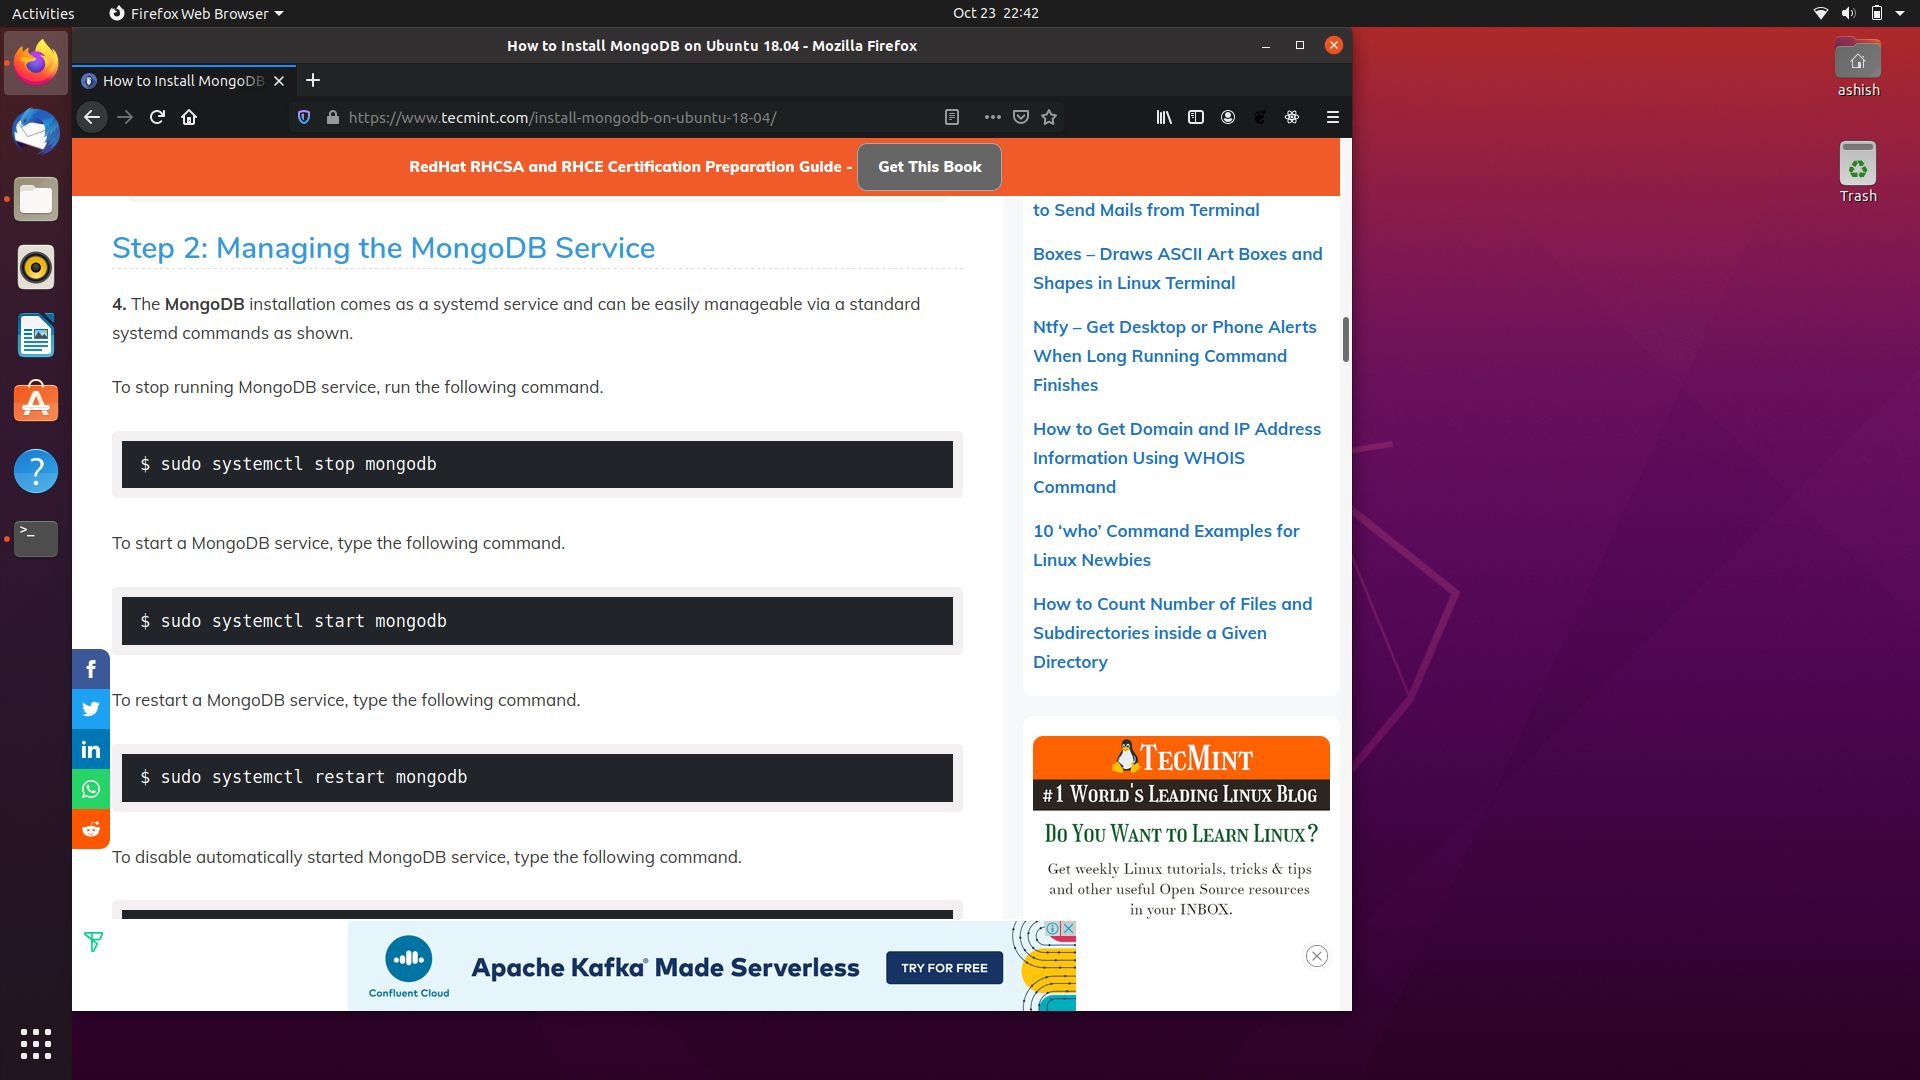 Activities
Firefox Web Browser
Oct 23 22:42
How to Install MongoDB on Ubuntu 18.04 - Mozilla Firefox
How to Install MongoDB
https://www.tecmint.com/install-mongodb-on-ubuntu-18-04/
RedHat RHCSA and RHCE Certification Preparation Guide -
Get This Book
Step 2: Managing the MongoDB Service
4. The MongoDB installation comes as a systemd service and can be easily manageable via a standard
systemd commands as shown.
To stop running MongoDB service, run the following command.
$ sudo systemctl stop mongodb
To start a MongoDB service, type the following command.
$ sudo systemctl start mongodb
To restart a MongoDB service, type the following command.
$ sudo systemctl restart mongodb
To disable automatically started MongoDB service, type the following command.
to Send Mails from Terminal
Boxes – Draws ASCII Art Boxes and
Shapes in Linux Terminal
Ntfy – Get Desktop or Phone Alerts
When Long Running Command
Finishes
How to Get Domain and IP Address
Information Using WHOIS
Command
10 ‘who’ Command Examples for
Linux Newbies
How to Count Number of Files and
Subdirectories inside a Given
Directory
TECMINT
#1 WORLD'S LEADING LINUX BLOG
DO YOU WANT TO LEARN LINUX?
Get weekly Linux tutorials, tricks & tips
and other useful Open Source resources
in your INBOX.
Confluent Cloud
Apache Kafka® Made Serverless
TRY FOR FREE
ashish
Trash